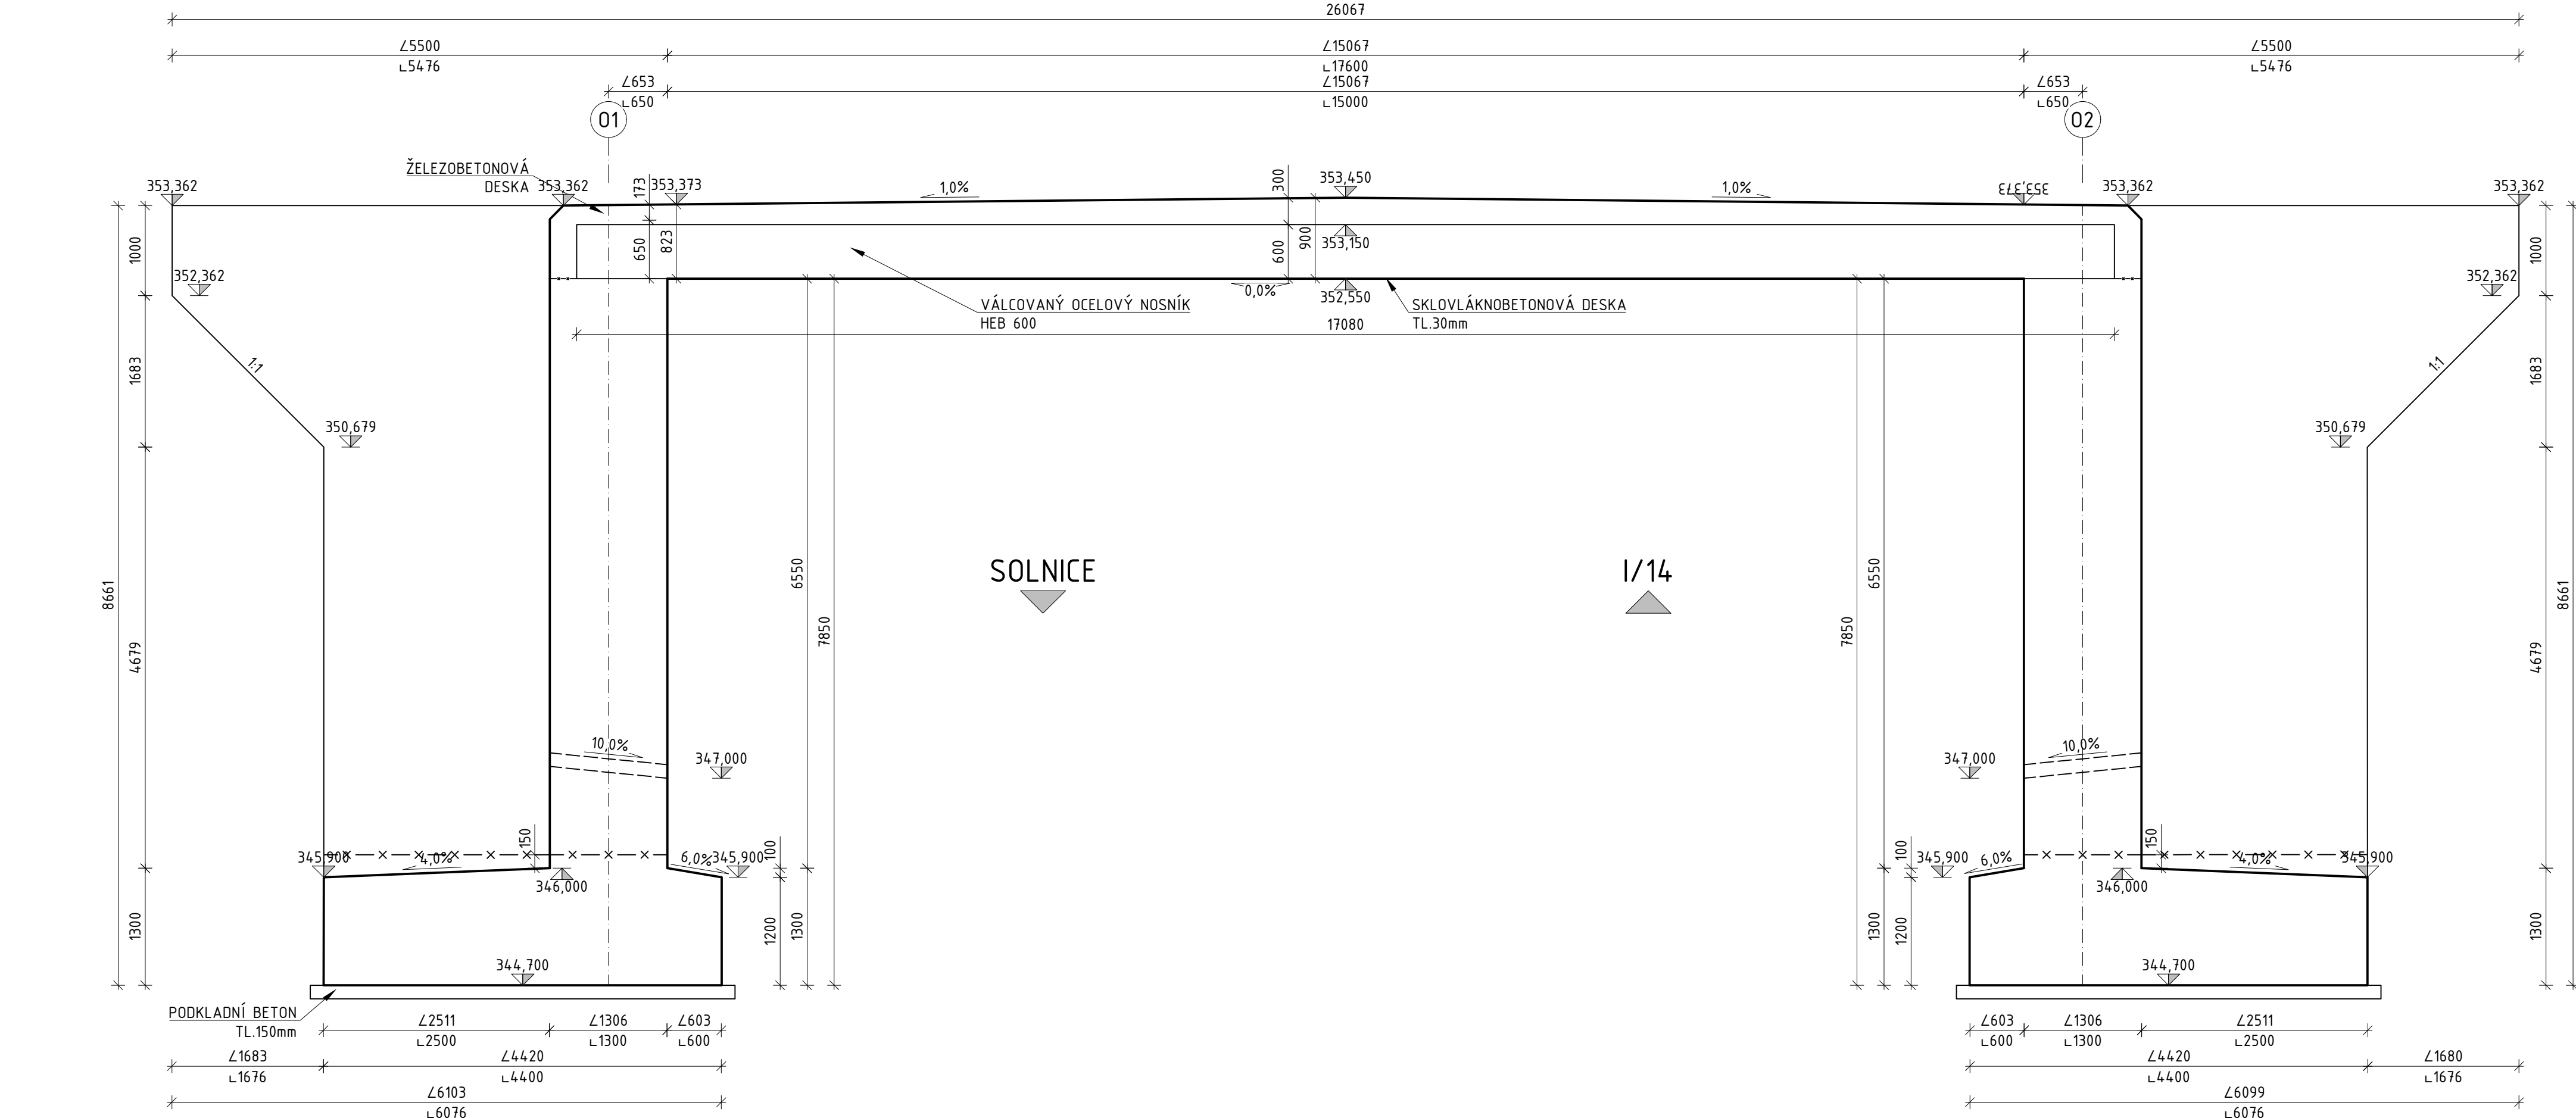 26067
∠5500 ∠15067 ∠5500
⌞5476 ⌞17600 ⌞5476
∠653 ∠15067 ∠653
⌞650 ⌞15000 ⌞650
O1 O2
ŽELEZOBETONOVÁ
DESKA
353,362 353,362 173 353,373 1,0% 300 353,450 1,0% 353,373 353,362 353,362
1000 650 823 600 900 353,150 1000
352,362 0,0% 352,550 352,362
VÁLCOVANÝ OCELOVÝ NOSNÍK
HEB 600
SKLOVLÁKNOBETONOVÁ DESKA
TL.30mm
17080
1683 1:1 1:1 1683
350,679 350,679
SOLNICE I/14
8661 6550 6550 8661
4679 7850 7850 4679
10,0% 347,000 347,000 10,0%
150 100 100 150
345,900 4,0% 6,0% 345,900 345,900 6,0% 4,0% 345,900
346,000 346,000
1300 1200 1300 1300 1200 1300
344,700 344,700
PODKLADNÍ BETON
TL.150mm
∠2511 ∠1306 ∠603 ∠603 ∠1306 ∠2511
⌞2500 ⌞1300 ⌞600 ⌞600 ⌞1300 ⌞2500
∠1683 ∠4420 ∠4420 ∠1680
⌞1676 ⌞4400 ⌞4400 ⌞1676
∠6103 ∠6099
⌞6076 ⌞6076